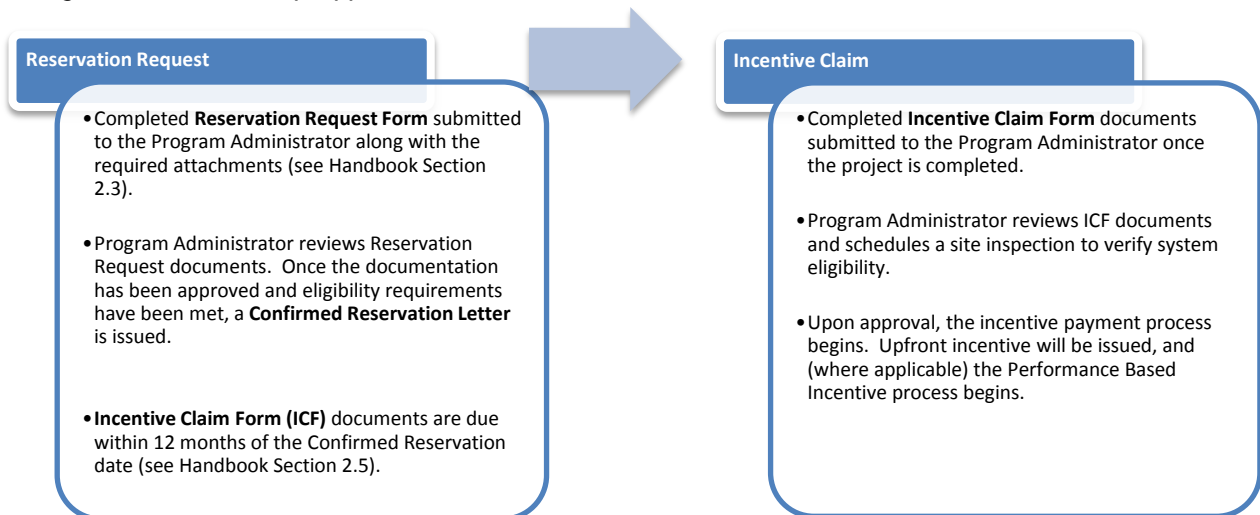 Reservation Request
•Completed Reservation Request Form submitted
to the Program Administrator along with the
required attachments (see Handbook Section
2.3).
•Program Administrator reviews Reservation
Request documents.  Once the documentation
has been approved and eligibility requirements
have been met, a Confirmed Reservation Letter
is issued.
•Incentive Claim Form (ICF) documents are due
within 12 months of the Confirmed Reservation
date (see Handbook Section 2.5).
Incentive Claim
•Completed Incentive Claim Form documents
submitted to the Program Administrator once
the project is completed.
•Program Administrator reviews ICF documents
and schedules a site inspection to verify system
eligibility.
•Upon approval, the incentive payment process
begins.  Upfront incentive will be issued, and
(where applicable) the Performance Based
Incentive process begins.